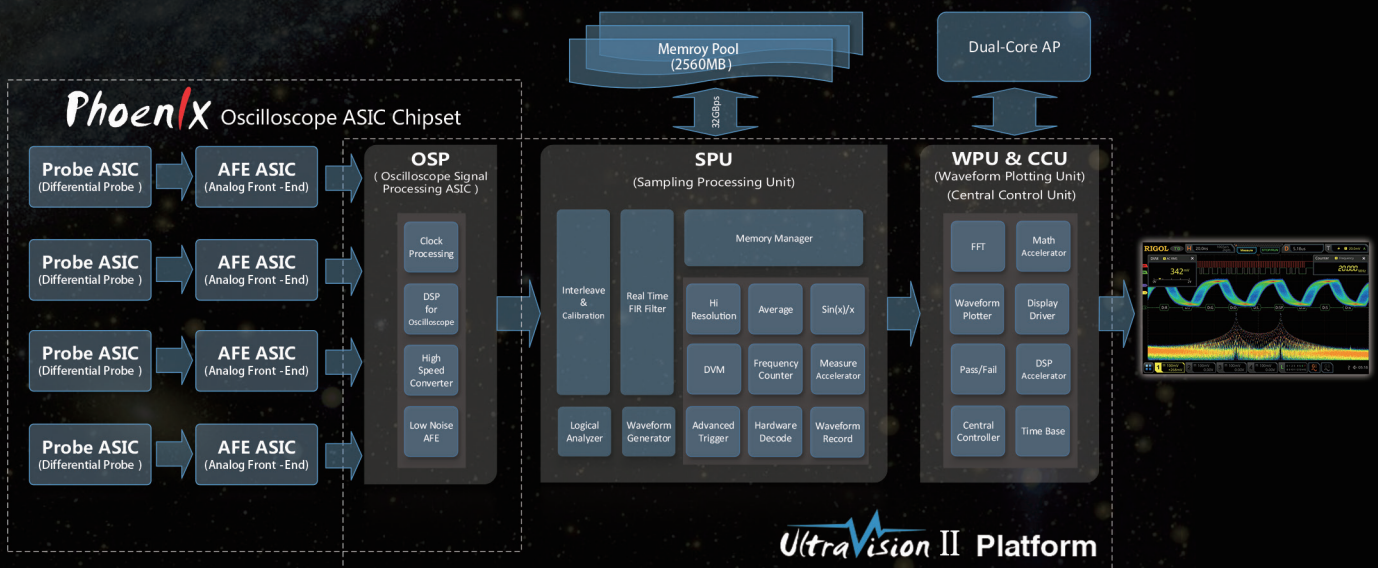 Memroy Pool
(2560MB)
Dual-Core AP
32GBps
Phoenix Oscilloscope ASIC Chipset
Probe ASIC
(Differential Probe )
AFE ASIC
(Analog Front -End)
Probe ASIC
(Differential Probe )
AFE ASIC
(Analog Front -End)
Probe ASIC
(Differential Probe )
AFE ASIC
(Analog Front -End)
Probe ASIC
(Differential Probe )
AFE ASIC
(Analog Front -End)
OSP
( Oscilloscope Signal
Processing ASIC )
Clock
Processing
DSP
for
Oscilloscope
High
Speed
Converter
Low Noise
AFE
SPU
(Sampling Processing Unit)
Interleave
&
Calibration
Real Time
FIR Filter
Memory Manager
Hi
Resolution
Average
Sin(x)/x
DVM
Frequency
Counter
Measure
Accelerator
Logical
Analyzer
Waveform
Generator
Advanced
Trigger
Hardware
Decode
Waveform
Record
WPU & CCU
(Waveform Plotting Unit)
(Central Control Unit)
FFT
Math
Accelerator
Waveform
Plotter
Display
Driver
Pass/Fail
DSP
Accelerator
Central
Controller
Time Base
RIGOL
H
D
T
Counter
342
20.000
1
L
UltraVision II Platform